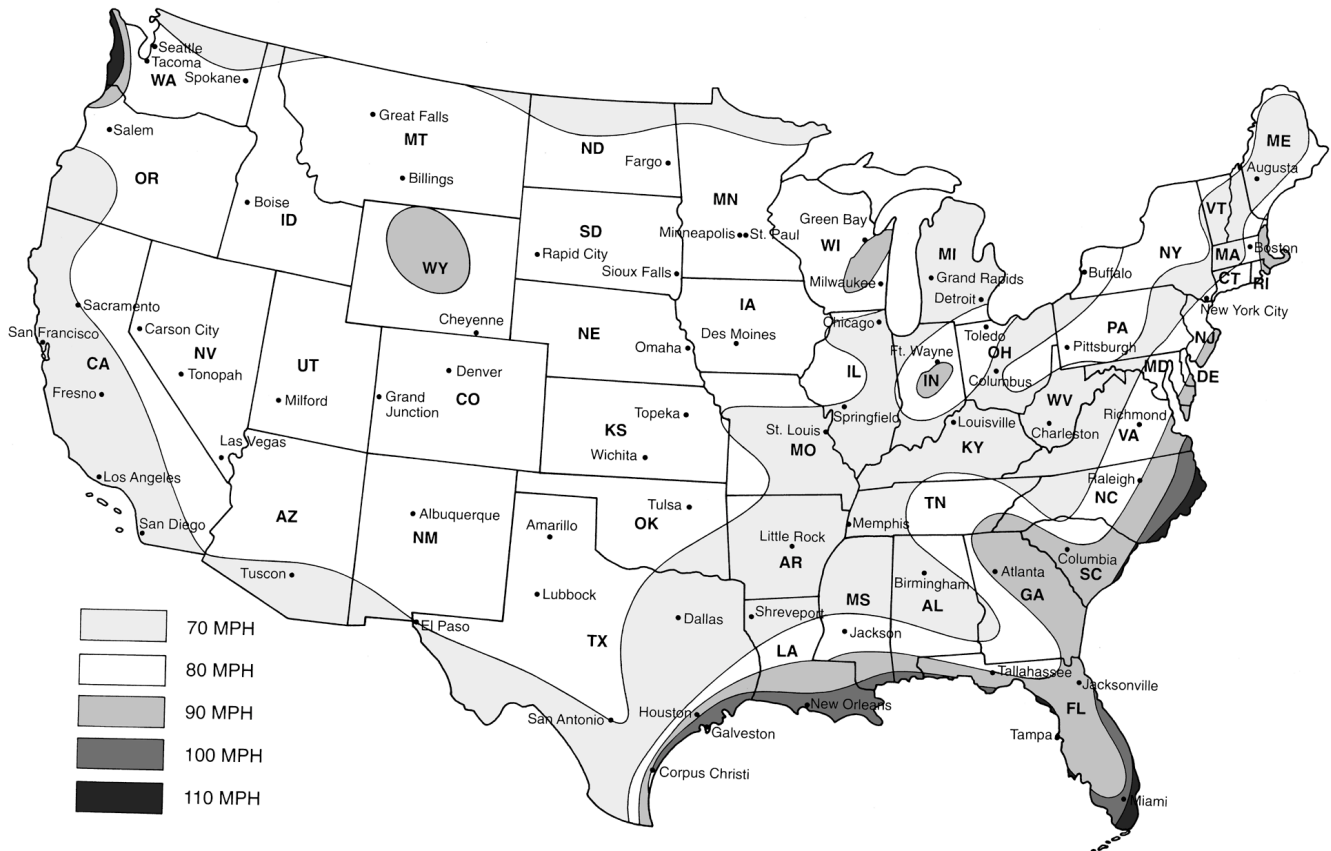 Seattle
Tacoma
WA
Spokane
Salem
OR
Boise
ID
Great Falls
MT
Billings
ND
Fargo
MN
Minneapolis
St. Paul
SD
Rapid City
Sioux Falls
WY
Cheyenne
Green Bay
WI
Milwaukee
MI
Grand Rapids
Detroit
ME
Augusta
VT
NY
Buffalo
MA
Boston
CT
RI
New York City
Sacramento
San Francisco
Carson City
NV
Tonopah
CA
Fresno
Las Vegas
Los Angeles
San Diego
UT
Milford
Grand
Junction
Denver
CO
NE
Omaha
IA
Des Moines
Chicago
IL
Springfield
Ft. Wayne
IN
Toledo
OH
Columbus
PA
Pittsburgh
NJ
MD
DE
WV
Charleston
Richmond
VA
Topeka
KS
Wichita
St. Louis
MO
Louisville
KY
Raleigh
NC
AZ
Tuscon
Albuquerque
NM
Amarillo
Tulsa
OK
Lubbock
El Paso
TX
Dallas
San Antonio
Houston
Galveston
Corpus Christi
Little Rock
AR
Memphis
TN
Shreveport
LA
New Orleans
MS
Jackson
Birmingham
AL
Atlanta
GA
Columbia
SC
Tallahassee
Jacksonville
FL
Tampa
Miami
70 MPH
80 MPH
90 MPH
100 MPH
110 MPH